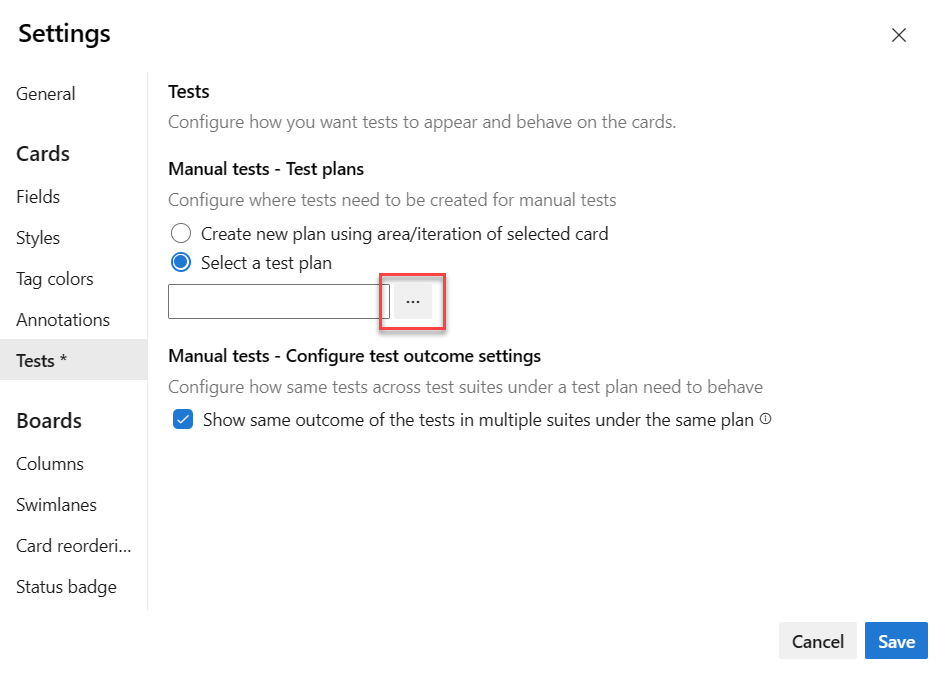 Settings
General
Cards
Fields
Styles
Tag colors
Annotations
Tests *
Boards
Columns
Swimlanes
Card reorderi...
Status badge
Tests
Configure how you want tests to appear and behave on the cards.
Manual tests - Test plans
Configure where tests need to be created for manual tests
Create new plan using area/iteration of selected card
Select a test plan
...
Manual tests - Configure test outcome settings
Configure how same tests across test suites under a test plan need to behave
Show same outcome of the tests in multiple suites under the same plan
Cancel
Save